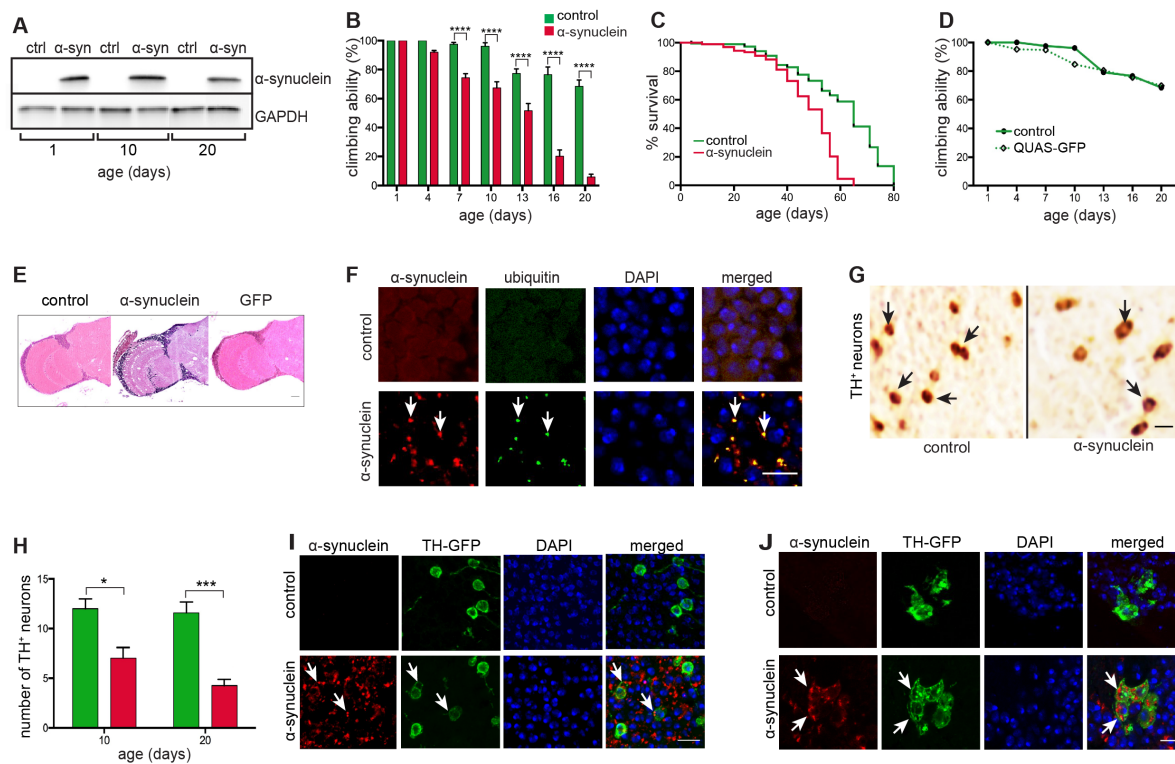 A
ctrl α-syn ctrl α-syn ctrl α-syn
α-synuclein
GAPDH
1 10 20
age (days)
B
control
α-synuclein
climbing ability (%)
100
80
60
40
20
0
**** **** **** **** ****
1 4 7 10 13 16 20
age (days)
C
% survival
100
80
60
40
20
0
control
α-synuclein
0 20 40 60 80
age (days)
D
climbing ability (%)
100
80
60
40
20
0
control
QUAS-GFP
1 4 7 10 13 16 20
age (days)
E
control α-synuclein GFP
F
α-synuclein ubiquitin DAPI merged
control
α-synuclein
G
TH+ neurons
control α-synuclein
H
number of TH+ neurons
15
10
5
0
* ***
10 20
age (days)
I
α-synuclein TH-GFP DAPI merged
control
α-synuclein
J
α-synuclein TH-GFP DAPI merged
control
α-synuclein